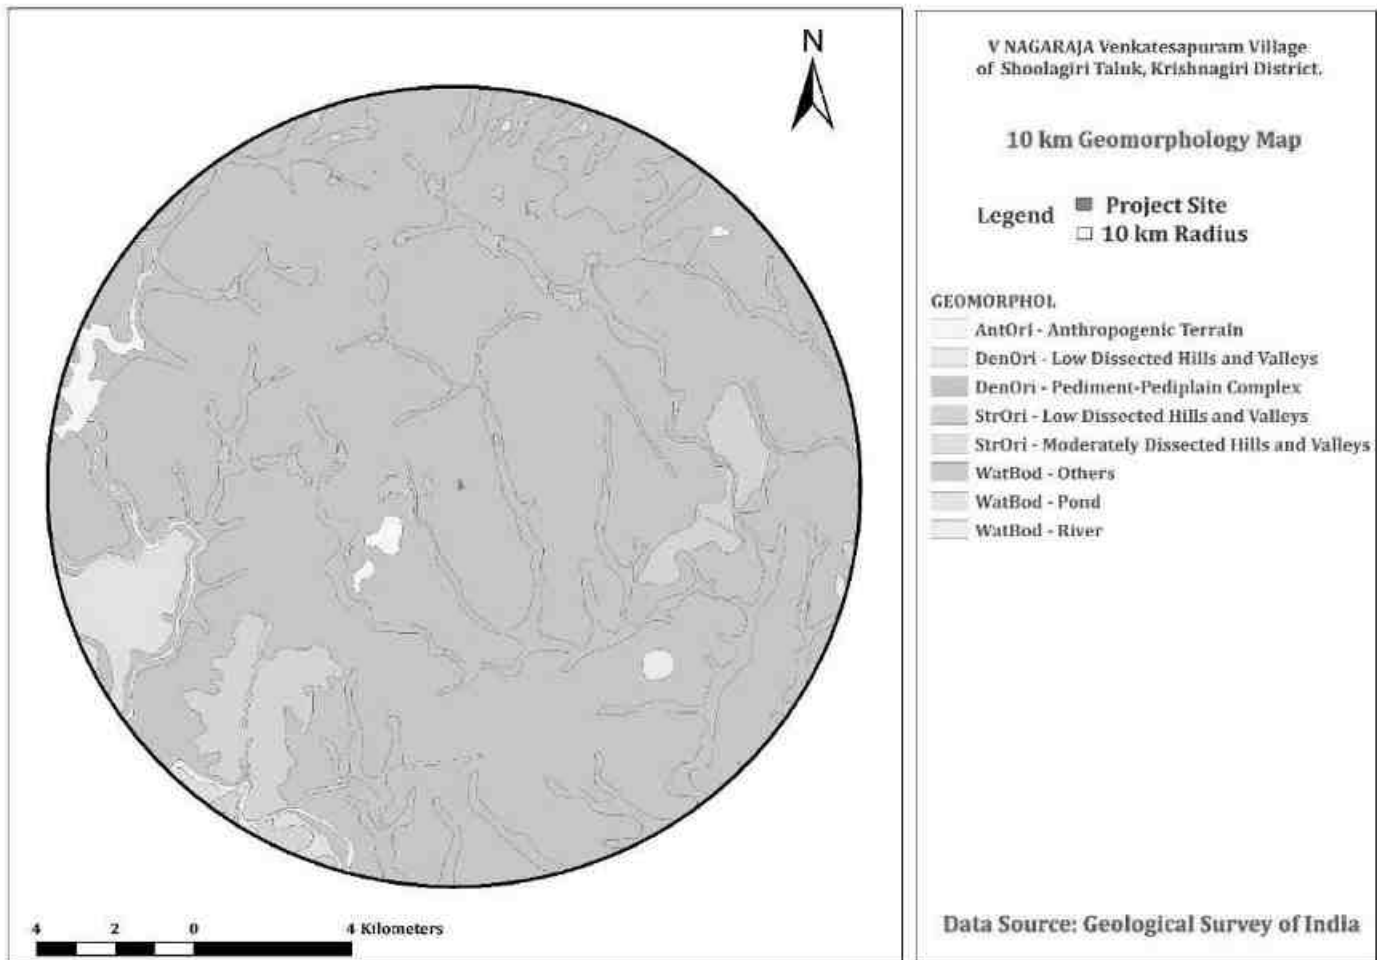 N
4 2 0 4 Kilometers
V NAGARAJA Venkatesapuram Village
of Shoolagiri Taluk, Krishnagiri District.
10 km Geomorphology Map
Legend
Project Site
10 km Radius
GEOMORPHOL
AntOri - Anthropogenic Terrain
DenOri - Low Dissected Hills and Valleys
DenOri - Pediment-Pediplain Complex
StrOri - Low Dissected Hills and Valleys
StrOri - Moderately Dissected Hills and Valleys
WatBod - Others
WatBod - Pond
WatBod - River
Data Source: Geological Survey of India